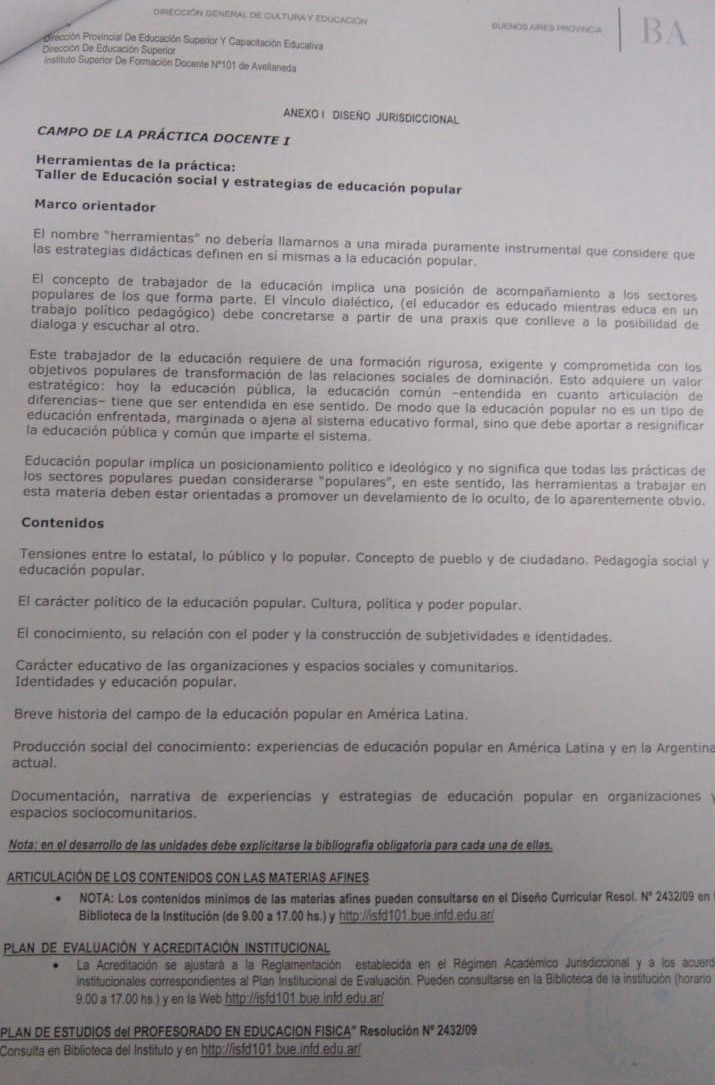 DIRECCIÓN GENERAL DE CULTURA Y EDUCACIÓN
BUENOS AIRES PROVINCIA
BA
Dirección Provincial De Educación Superior Y Capacitación Educativa
Dirección De Educación Superior
Instituto Superior De Formación Docente Nº101 de Avellaneda
ANEXO I DISEÑO JURISDICCIONAL
CAMPO DE LA PRÁCTICA DOCENTE I
Herramientas de la práctica:
Taller de Educación social y estrategias de educación popular
Marco orientador
El nombre "herramientas" no debería llamarnos a una mirada puramente instrumental que considere que
las estrategias didácticas definen en sí mismas a la educación popular.
El concepto de trabajador de la educación implica una posición de acompañamiento a los sectores
populares de los que forma parte. El vínculo dialéctico, (el educador es educado mientras educa en un
trabajo político pedagógico) debe concretarse a partir de una praxis que conlleve a la posibilidad de
dialoga y escuchar al otro.
Este trabajador de la educación requiere de una formación rigurosa, exigente y comprometida con los
objetivos populares de transformación de las relaciones sociales de dominación. Esto adquiere un valor
estratégico: hoy la educación pública, la educación común –entendida en cuanto articulación de
diferencias– tiene que ser entendida en ese sentido. De modo que la educación popular no es un tipo de
educación enfrentada, marginada o ajena al sistema educativo formal, sino que debe aportar a resignificar
la educación pública y común que imparte el sistema.
Educación popular implica un posicionamiento político e ideológico y no significa que todas las prácticas de
los sectores populares puedan considerarse "populares", en este sentido, las herramientas a trabajar en
esta materia deben estar orientadas a promover un develamiento de lo oculto, de lo aparentemente obvio.
Contenidos
Tensiones entre lo estatal, lo público y lo popular. Concepto de pueblo y de ciudadano. Pedagogía social y
educación popular.
El carácter político de la educación popular. Cultura, política y poder popular.
El conocimiento, su relación con el poder y la construcción de subjetividades e identidades.
Carácter educativo de las organizaciones y espacios sociales y comunitarios.
Identidades y educación popular.
Breve historia del campo de la educación popular en América Latina.
Producción social del conocimiento: experiencias de educación popular en América Latina y en la Argentina
actual.
Documentación, narrativa de experiencias y estrategias de educación popular en organizaciones y
espacios sociocomunitarios.
Nota: en el desarrollo de las unidades debe explicitarse la bibliografía obligatoria para cada una de ellas.
ARTICULACIÓN DE LOS CONTENIDOS CON LAS MATERIAS AFINES
• NOTA: Los contenidos mínimos de las materias afines pueden consultarse en el Diseño Curricular Resol. Nº 2432/09 en
Biblioteca de la Institución (de 9.00 a 17.00 hs.) y http://isfd101.bue.infd.edu.ar/
PLAN DE EVALUACIÓN Y ACREDITACIÓN INSTITUCIONAL
• La Acreditación se ajustará a la Reglamentación establecida en el Régimen Académico Jurisdiccional y a los acuerd
institucionales correspondientes al Plan Institucional de Evaluación. Pueden consultarse en la Biblioteca de la institución (horario
9.00 a 17.00 hs.) y en la Web http://isfd101.bue.infd.edu.ar/
PLAN DE ESTUDIOS del PROFESORADO EN EDUCACION FISICA" Resolución Nº 2432/09
Consulta en Biblioteca del Instituto y en http://isfd101.bue.infd.edu.ar/